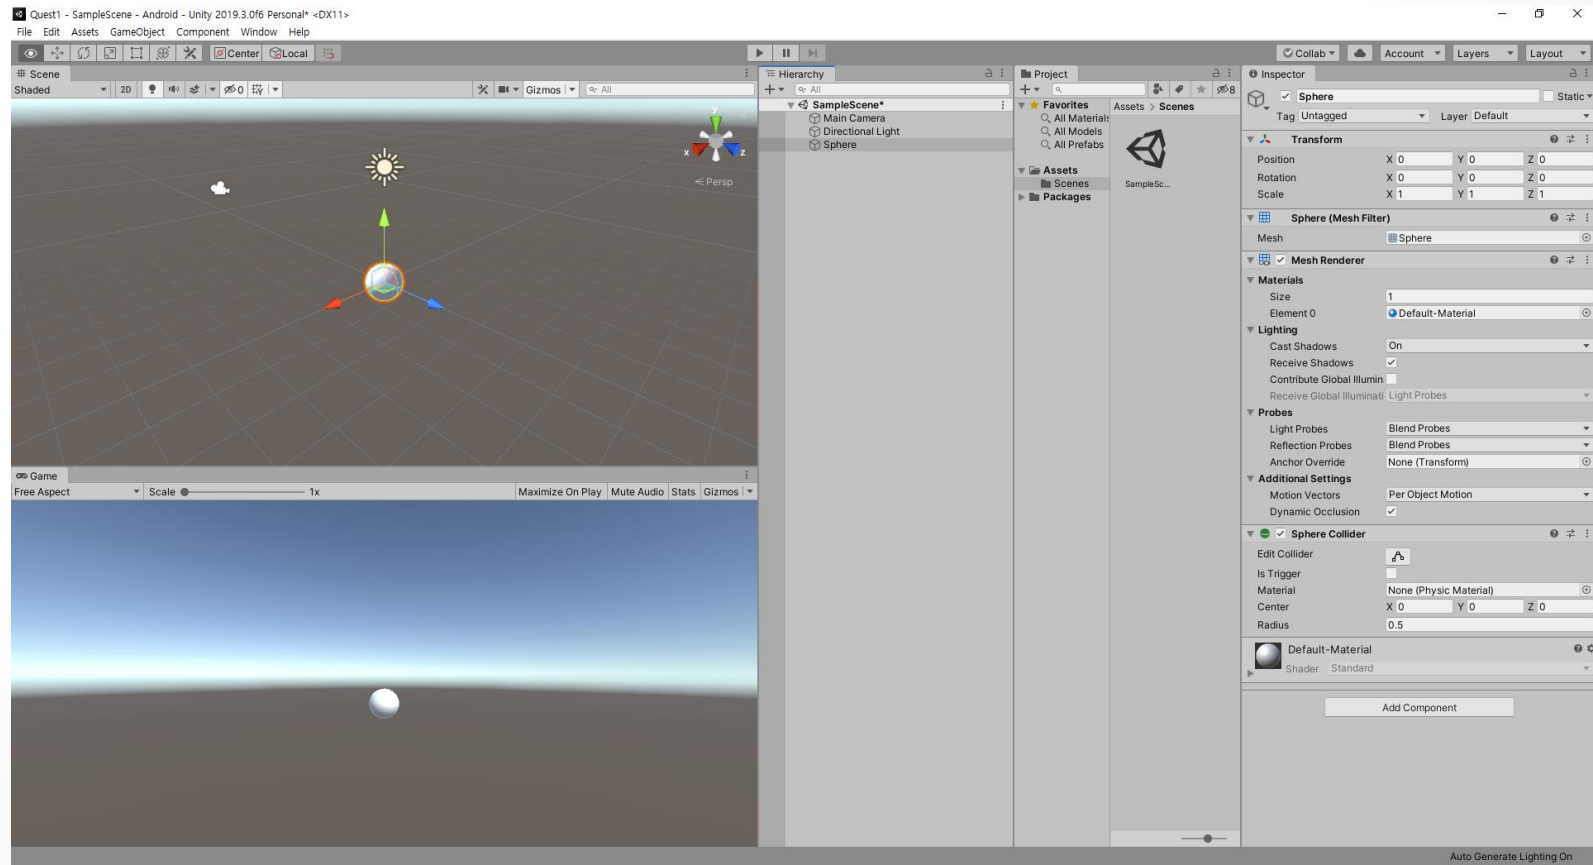 Quest1 - SampleScene - Android - Unity 2019.3.0f6 Personal* <DX11>
File Edit Assets GameObject Component Window Help
Center Local
Collab Account Layers Layout
Scene
Shaded 2D 0 Gizmos All
y
x z
Persp
Game
Free Aspect Scale 1x Maximize On Play Mute Audio Stats Gizmos
Hierarchy
All
SampleScene*
Main Camera
Directional Light
Sphere
Project
8
Favorites
All Materials
All Models
All Prefabs
Assets
Scenes
Packages
Assets > Scenes
SampleSc...
Inspector
Sphere Static
Tag Untagged Layer Default
Transform
Position X 0 Y 0 Z 0
Rotation X 0 Y 0 Z 0
Scale X 1 Y 1 Z 1
Sphere (Mesh Filter)
Mesh Sphere
Mesh Renderer
Materials
Size 1
Element 0 Default-Material
Lighting
Cast Shadows On
Receive Shadows
Contribute Global Illumin
Receive Global Illuminati Light Probes
Probes
Light Probes Blend Probes
Reflection Probes Blend Probes
Anchor Override None (Transform)
Additional Settings
Motion Vectors Per Object Motion
Dynamic Occlusion
Sphere Collider
Edit Collider
Is Trigger
Material None (Physic Material)
Center X 0 Y 0 Z 0
Radius 0.5
Default-Material
Shader Standard
Add Component
Auto Generate Lighting On